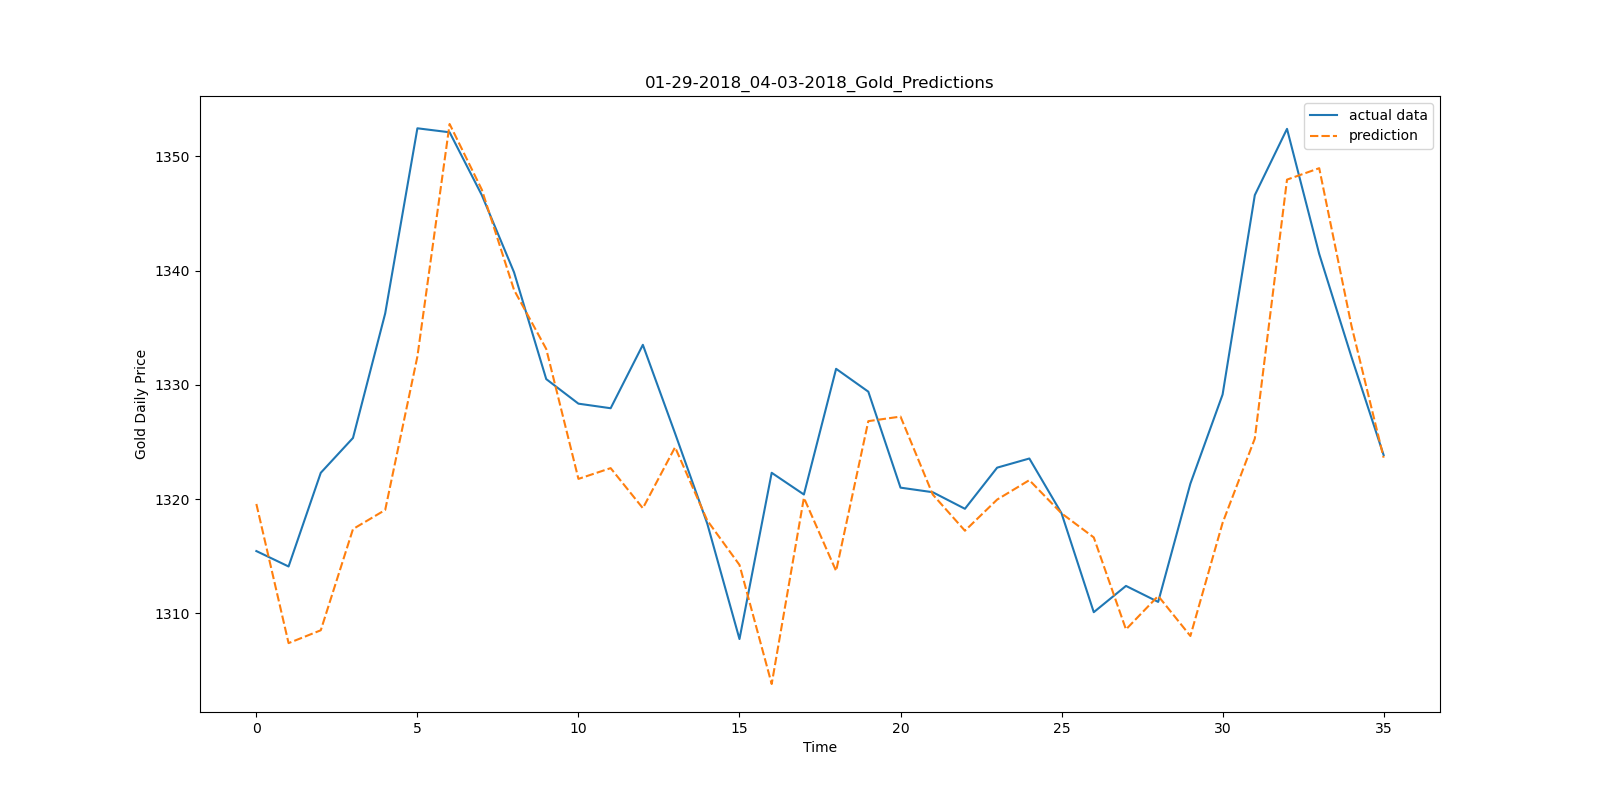 01-29-2018_04-03-2018_Gold_Predictions
actual data
prediction
Gold Daily Price
1350
1340
1330
1320
1310
0 5 10 15 20 25 30 35
Time